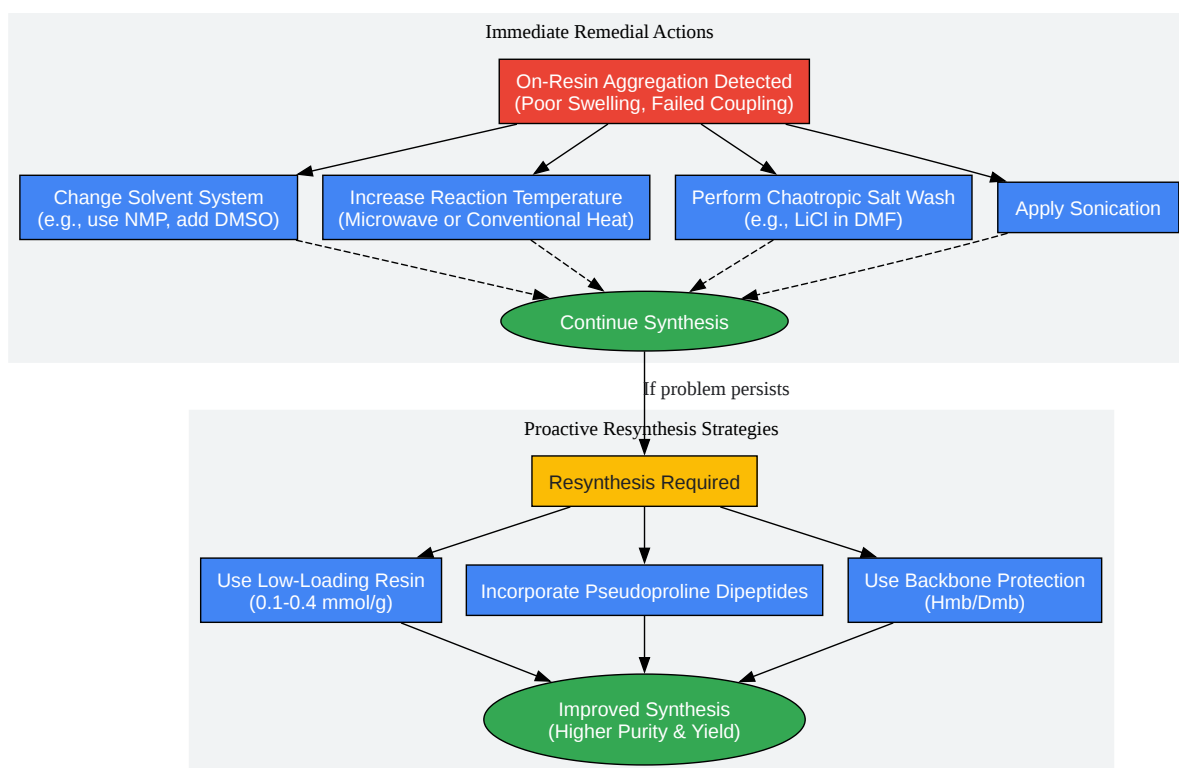 Immediate Remedial Actions
On-Resin Aggregation Detected
(Poor Swelling, Failed Coupling)
Change Solvent System
(e.g., use NMP, add DMSO)
Increase Reaction Temperature
(Microwave or Conventional Heat)
Perform Chaotropic Salt Wash
(e.g., LiCl in DMF)
Apply Sonication
Continue Synthesis
If problem persists
Proactive Resynthesis Strategies
Resynthesis Required
Use Low-Loading Resin
(0.1-0.4 mmol/g)
Incorporate Pseudoproline Dipeptides
Use Backbone Protection
(Hmb/Dmb)
Improved Synthesis
(Higher Purity & Yield)